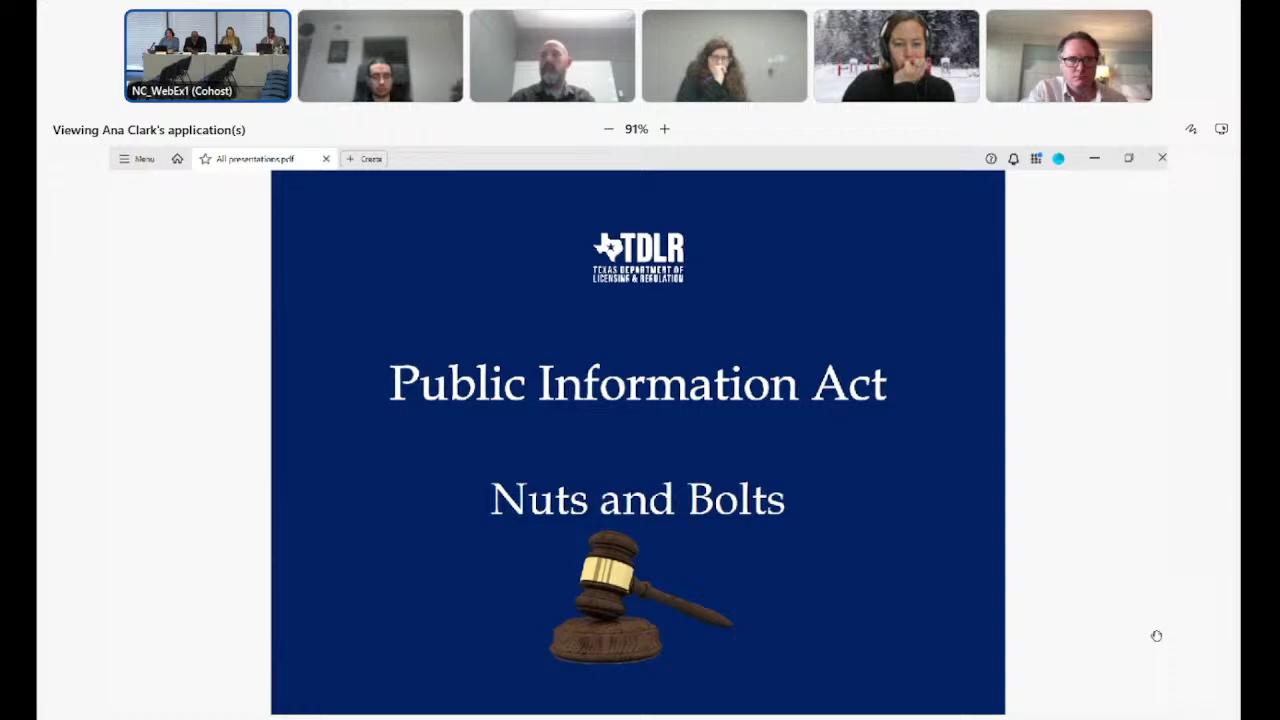 NC_WebEx1 (Cohost)
Viewing Ana Clark's application(s)
91%
Menu
All presentations.pdf
Create
TDLR
TEXAS DEPARTMENT OF
LICENSING & REGULATION
Public Information Act
Nuts and Bolts